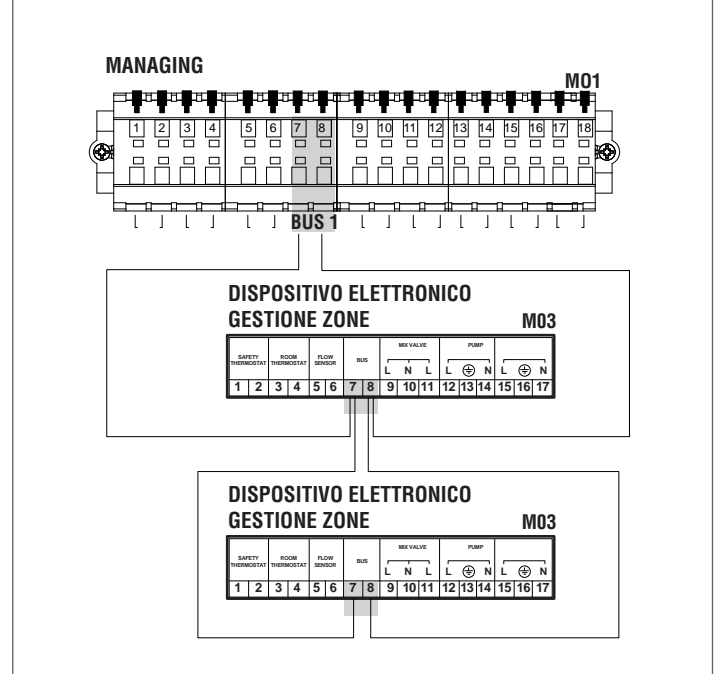 MANAGING
M01
1 2 3 4 5 6 7 8 9 10 11 12 13 14 15 16 17 18
BUS 1
DISPOSITIVO ELETTRONICO
GESTIONE ZONE
M03
SAFETY THERMOSTAT
ROOM THERMOSTAT
FLOW SENSOR
BUS
MIX VALVE
PUMP
L N L L N L N
1 2 3 4 5 6 7 8 9 10 11 12 13 14 15 16 17
DISPOSITIVO ELETTRONICO
GESTIONE ZONE
M03
SAFETY THERMOSTAT
ROOM THERMOSTAT
FLOW SENSOR
BUS
MIX VALVE
PUMP
L N L L N L N
1 2 3 4 5 6 7 8 9 10 11 12 13 14 15 16 17